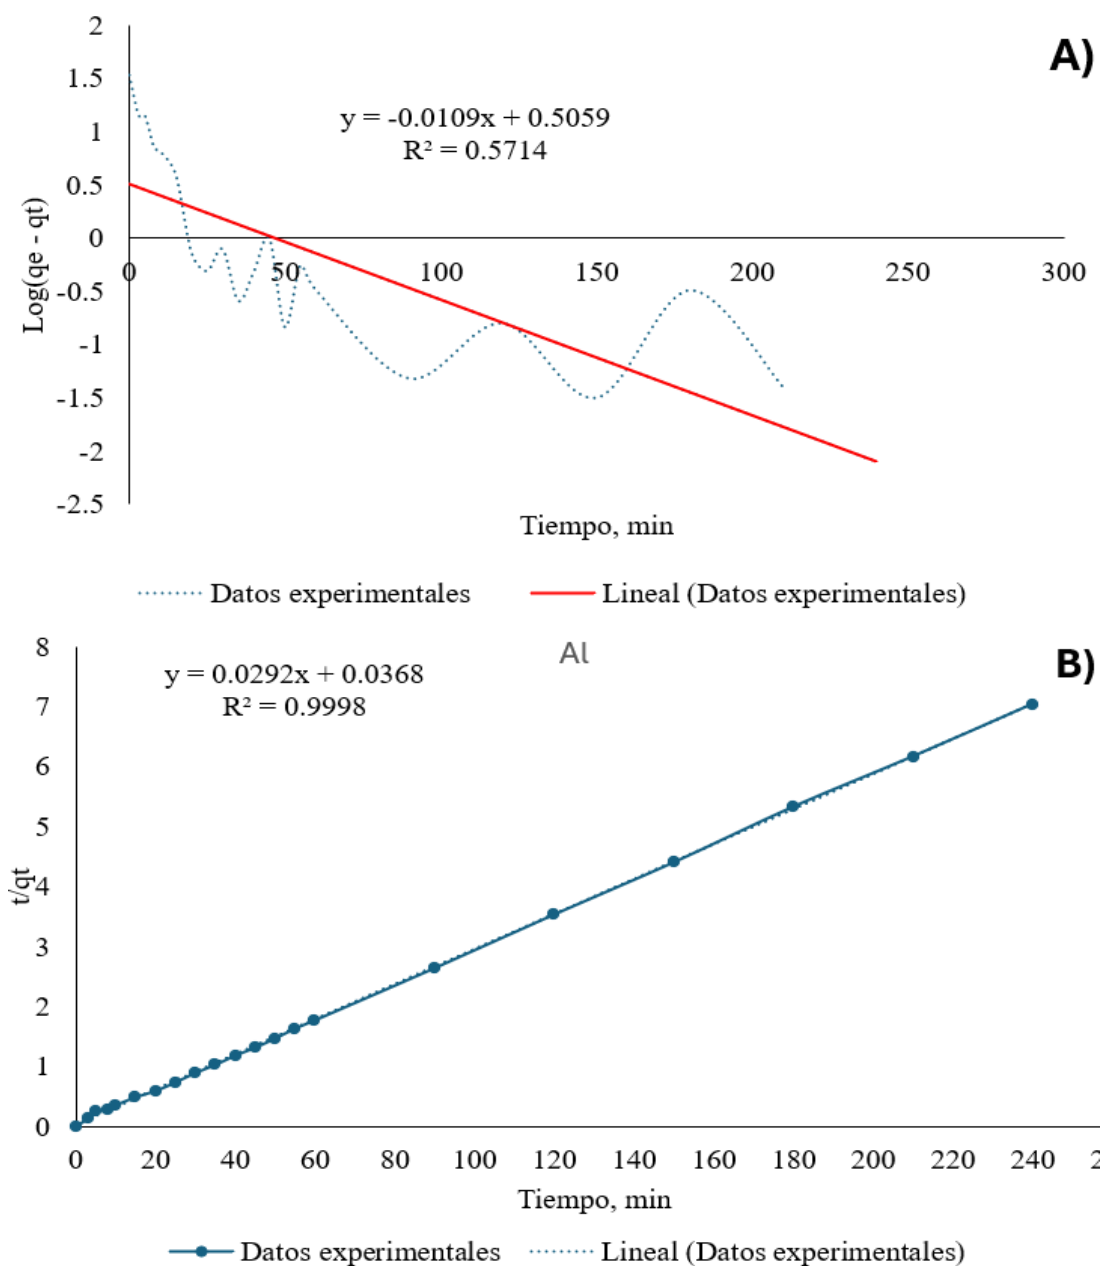 A)
y = -0.0109x + 0.5059
R² = 0.5714
Log(qe - qt)
2
1.5
1
0.5
0
-0.5
-1
-1.5
-2
-2.5
0 50 100 150 200 250 300
Tiempo, min
Datos experimentales Lineal (Datos experimentales)
Al
B)
y = 0.0292x + 0.0368
R² = 0.9998
t/qt
8
7
6
5
4
3
2
1
0
0 20 40 60 80 100 120 140 160 180 200 220 240 2
Tiempo, min
Datos experimentales Lineal (Datos experimentales)